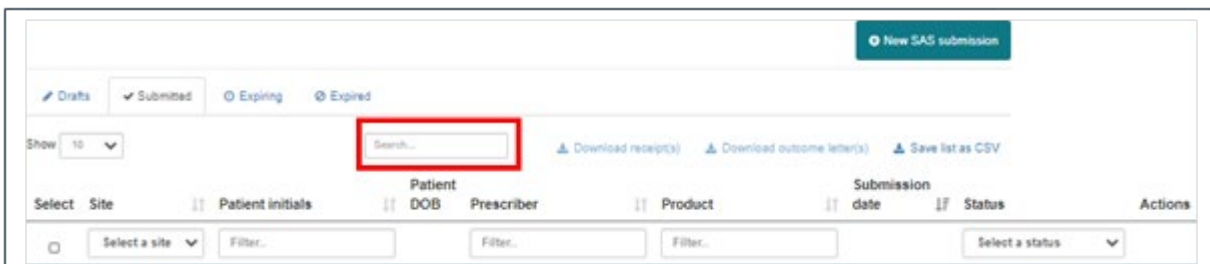 New SAS submission
Drafts Submitted Expiring Expired
Show 10 Search... Download receipt(s) Download outcome letter(s) Save list as CSV
Select Site Patient initials Patient DOB Prescriber Product Submission date Status Actions
Select a site Filter... Filter... Filter... Select a status